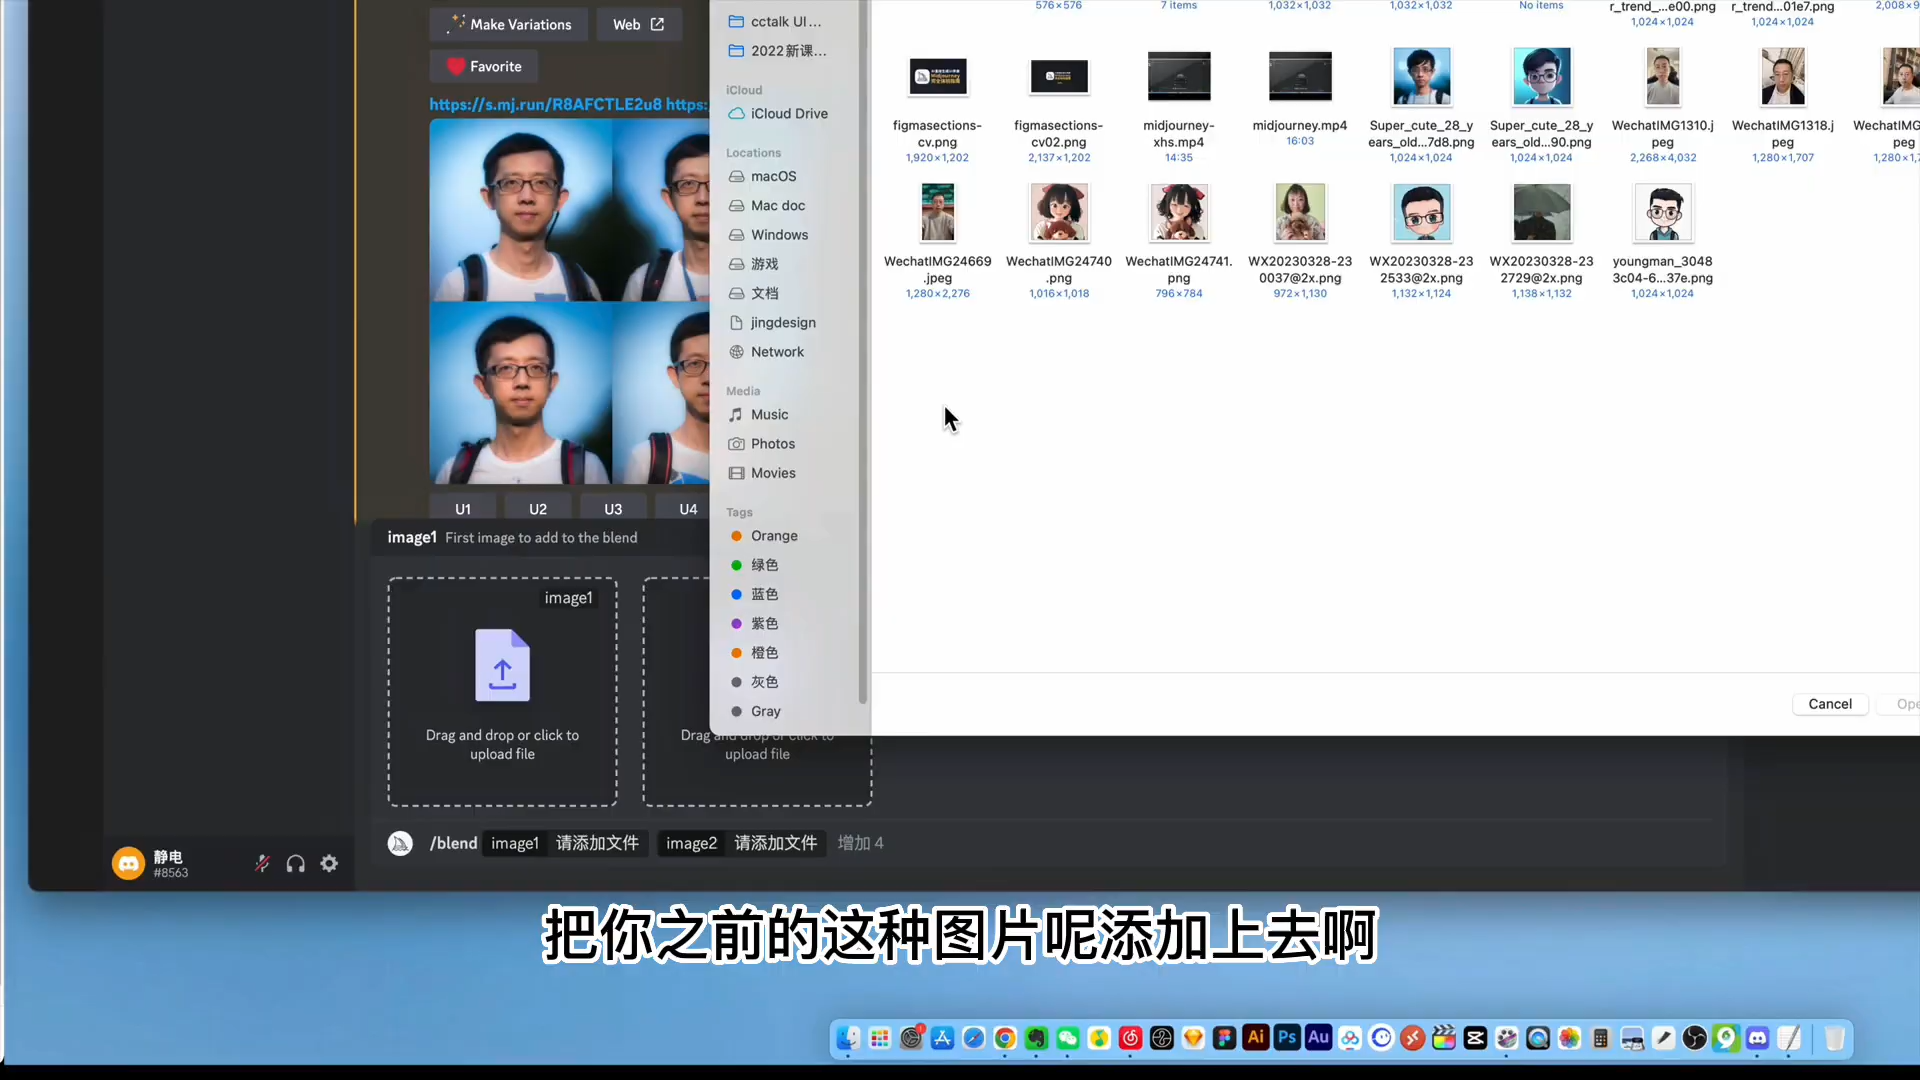 Make Variations
Web
Favorite
https://s.mj.run/R8AFCTLE2u8 https:
U1
U2
U3
U4
image1 First image to add to the blend
image1
Drag and drop or click to
upload file
Drag and drop or click to
upload file
/blend image1 请添加文件 image2 请添加文件 增加 4
静电
#8563
cctalk UI...
2022新课...
iCloud
iCloud Drive
Locations
macOS
Mac doc
Windows
游戏
文档
jingdesign
Network
Media
Music
Photos
Movies
Tags
Orange
绿色
蓝色
紫色
橙色
灰色
Gray
576×576
7 items
1,032×1,032
1,032×1,032
No items
r_trend_...e00.png
1,024×1,024
r_trend...01e7.png
1,024×1,024
figmasections-
cv.png
1,920×1,202
figmasections-
cv02.png
2,137×1,202
midjourney-
xhs.mp4
14:35
midjourney.mp4
16:03
Super_cute_28_y
ears_old...7d8.png
1,024×1,024
Super_cute_28_y
ears_old...90.png
1,024×1,024
WechatIMG1310.j
peg
2,268×4,032
WechatIMG1318.j
peg
1,280×1,707
WechatIMG
peg
WechatIMG24669
.jpeg
1,280×2,276
WechatIMG24740
.png
1,016×1,018
WechatIMG24741.
png
796×784
WX20230328-23
0037@2x.png
972×1,130
WX20230328-23
2533@2x.png
1,132×1,124
WX20230328-23
2729@2x.png
1,138×1,132
youngman_3048
3c04-6...37e.png
1,024×1,024
Cancel
Ope
把你之前的这种图片呢添加上去啊
Ai
Ps
Au